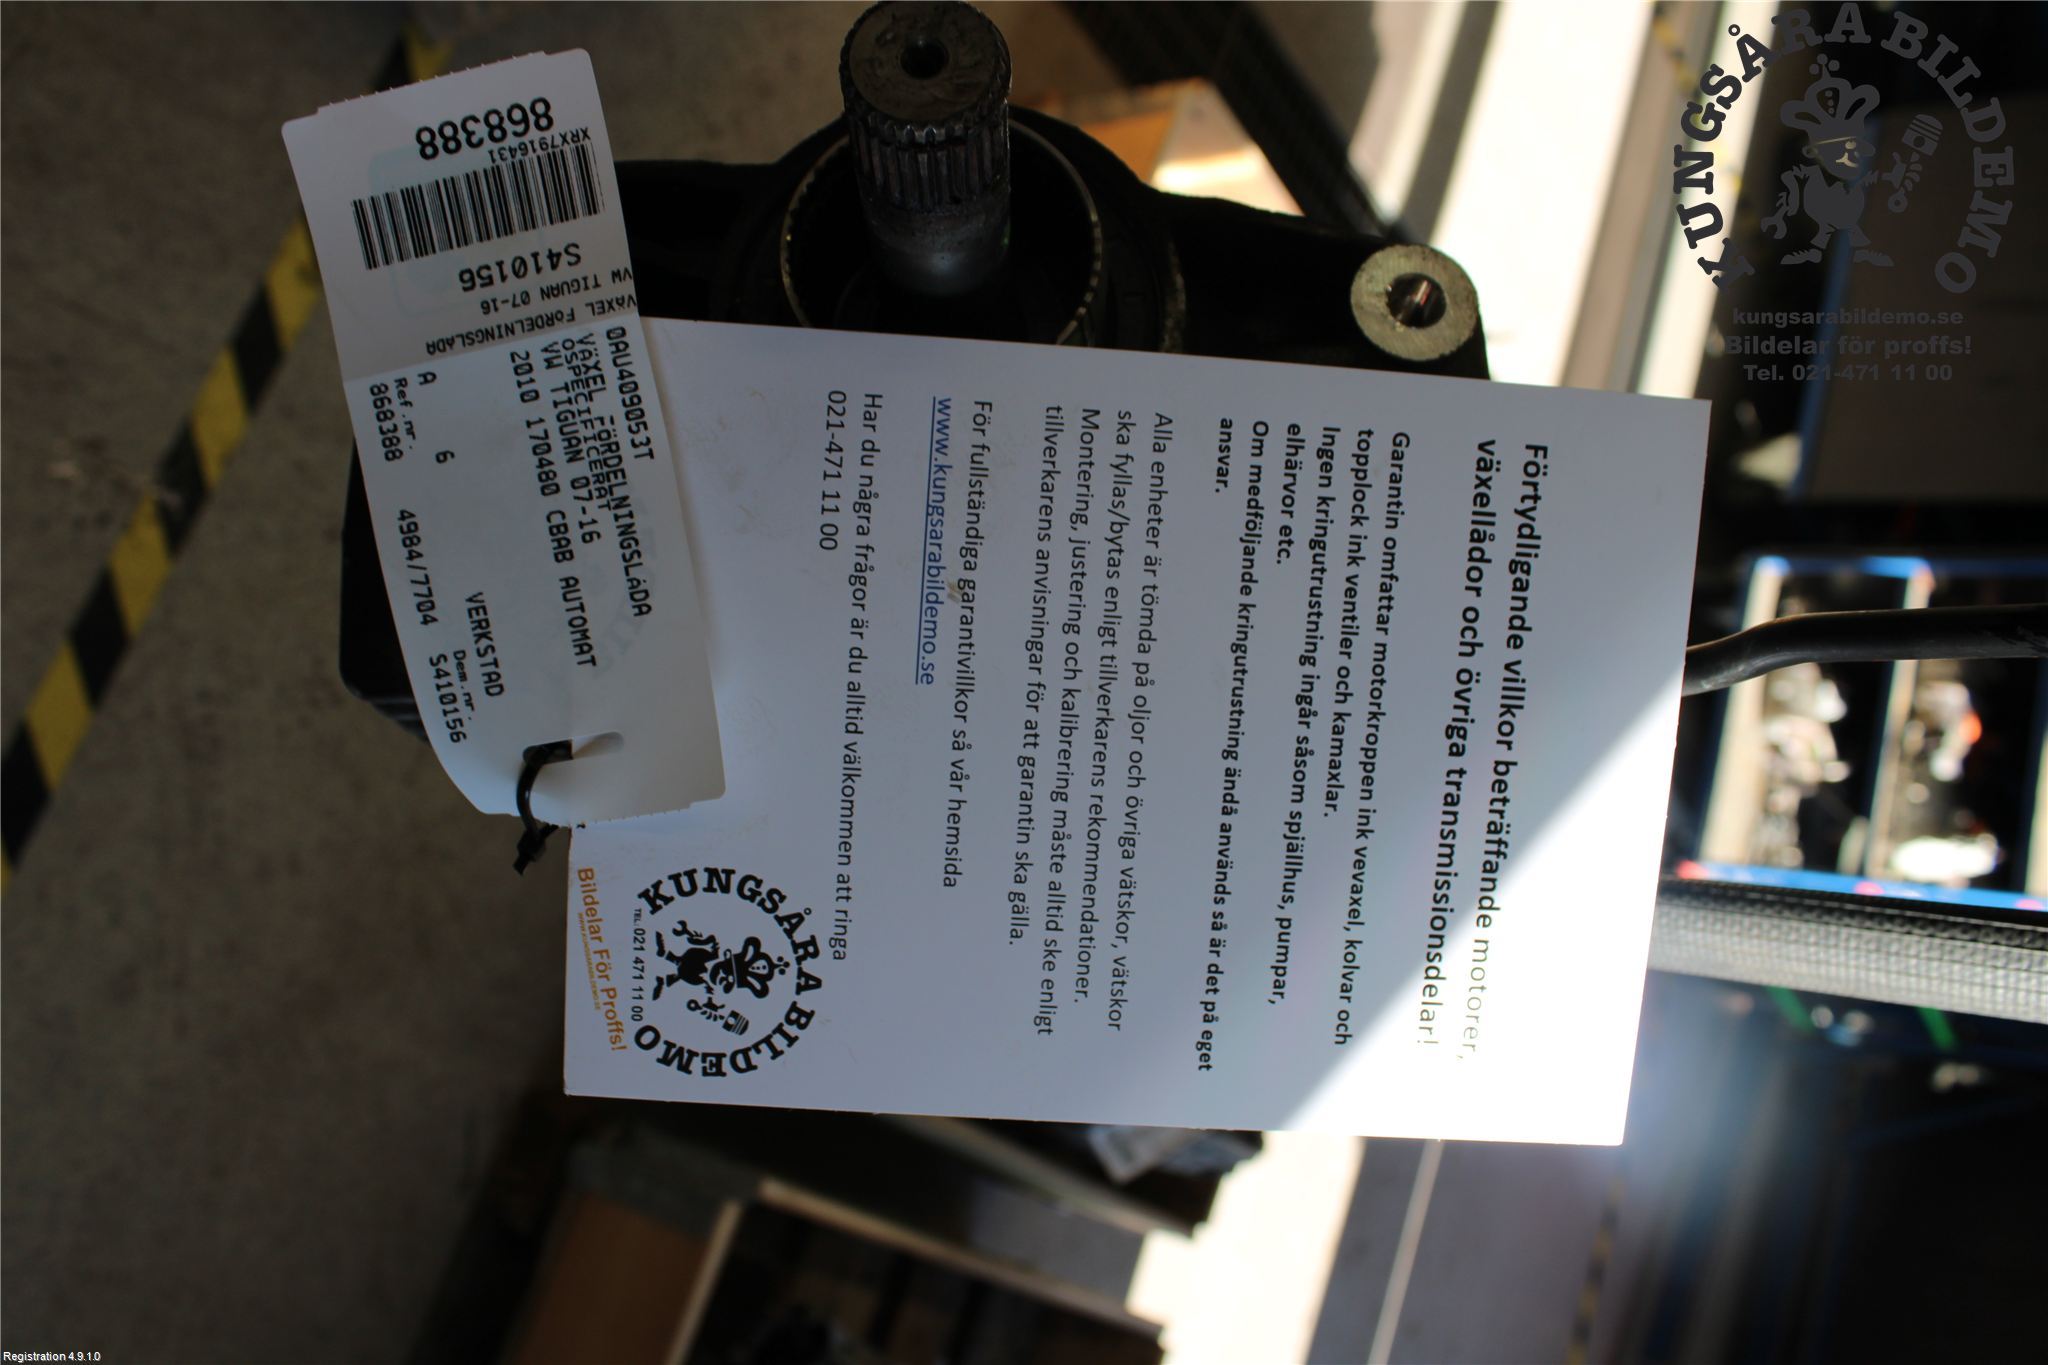 868388
XRX7916431
S410156
VW TIGUAN 07-16
VÄXEL FÖRDELNINGSLÅDA
0AU409053T
VÄXEL FÖRDELNINGSLÅDA
OSPECIFICERAT
VW TIGUAN 07-16
2010 170480 CBAB AUTOMAT
VERKSTAD
A 6
Ref.nr. Dem.nr.
868388 4984/7704 S410156
Förtydligande villkor beträffande motorer,
växellådor och övriga transmissionsdelar!
Garantin omfattar motorkroppen ink vevaxel, kolvar och
topplock ink ventiler och kamaxlar.
Ingen kringutrustning ingår såsom spjällhus, pumpar,
elhärvor etc.
Om medföljande kringutrustning ändå används så är det på eget
ansvar.
Alla enheter är tömda på oljor och övriga vätskor, vätskor
ska fyllas/bytas enligt tillverkarens rekommendationer.
Montering, justering och kalibrering måste alltid ske enligt
tillverkarens anvisningar för att garantin ska gälla.
För fullständiga garantivillkor så vår hemsida
www.kungsarabildemo.se
Har du några frågor är du alltid välkommen att ringa
021-471 11 00
KUNGSÅRA BILDEMO
TEL.021 471 11 00
WWW.KUNGSARABILDEMO.SE
Bildelar För Proffs!
KUNGSÅRA BILDEMO
kungsarabildemo.se
Bildelar för proffs!
Tel. 021-471 11 00
Registration 4.9.1.0